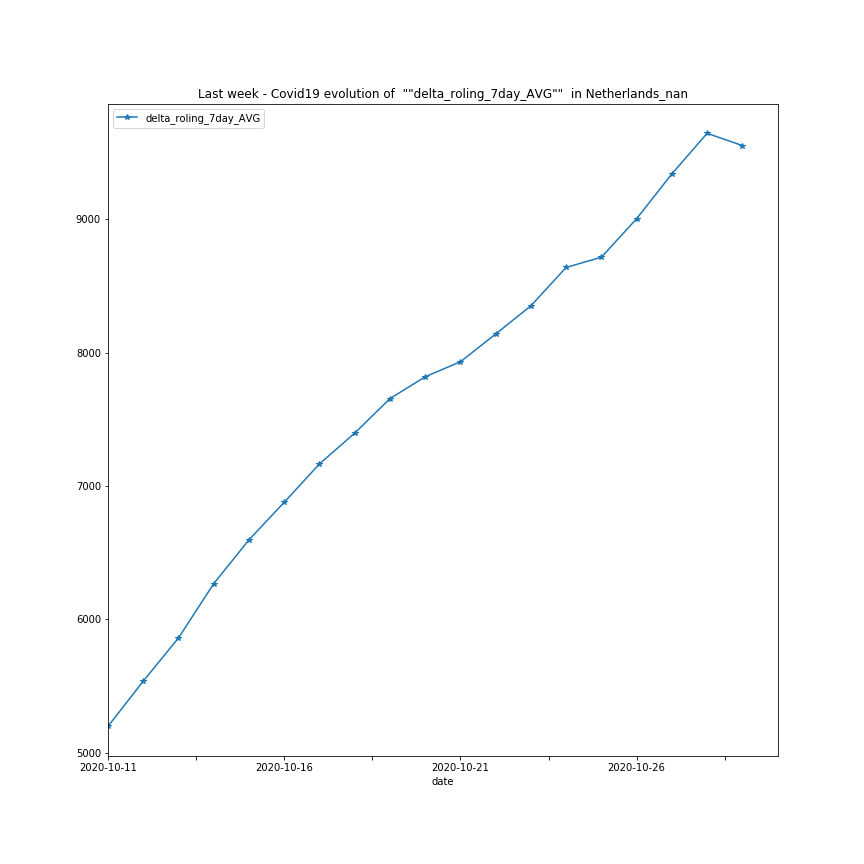 Last week - Covid19 evolution of  ""delta_roling_7day_AVG""  in Netherlands_nan
delta_roling_7day_AVG
9000
8000
7000
6000
5000
2020-10-11 2020-10-16 2020-10-21 2020-10-26
date